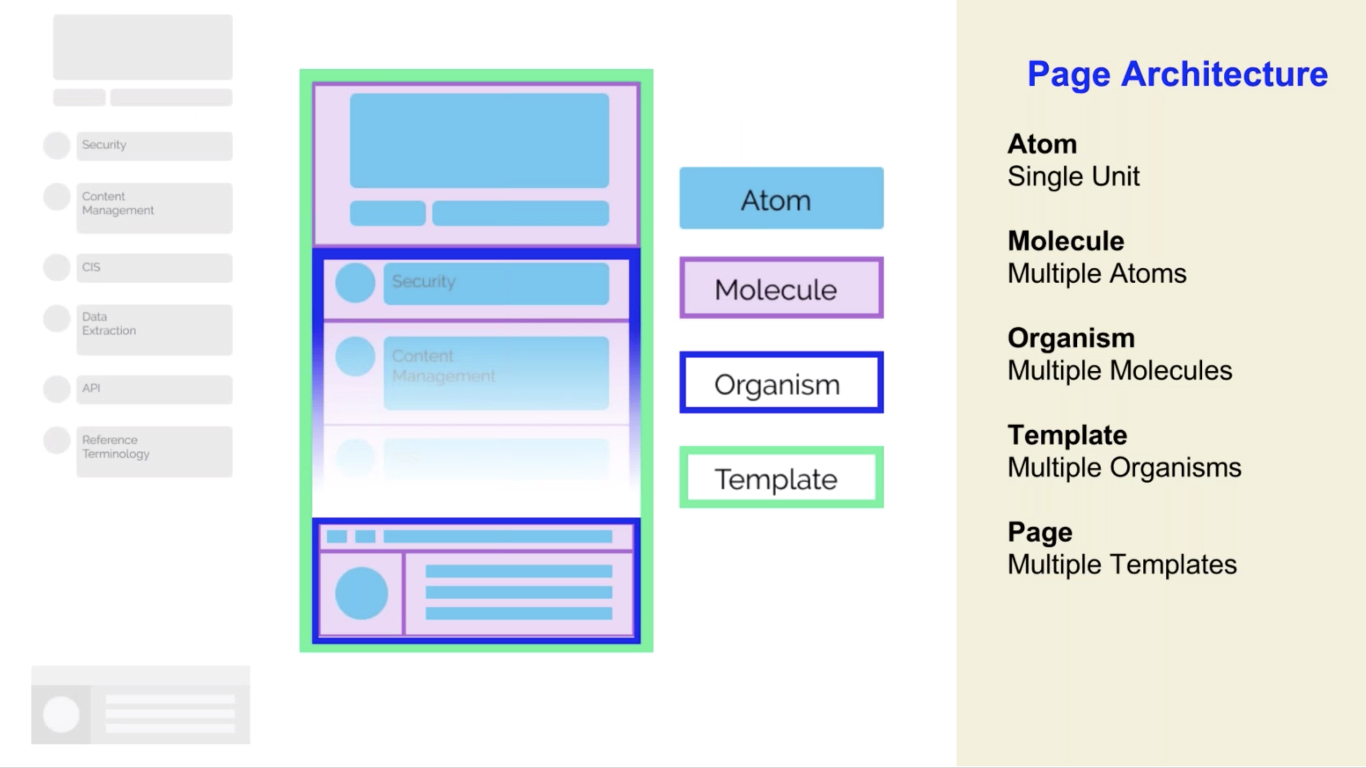 Security
Content
Management
CIS
Data
Extraction
API
Reference
Terminology
Security
Content
Management
Atom
Molecule
Organism
Template
Page Architecture
Atom
Single Unit
Molecule
Multiple Atoms
Organism
Multiple Molecules
Template
Multiple Organisms
Page
Multiple Templates